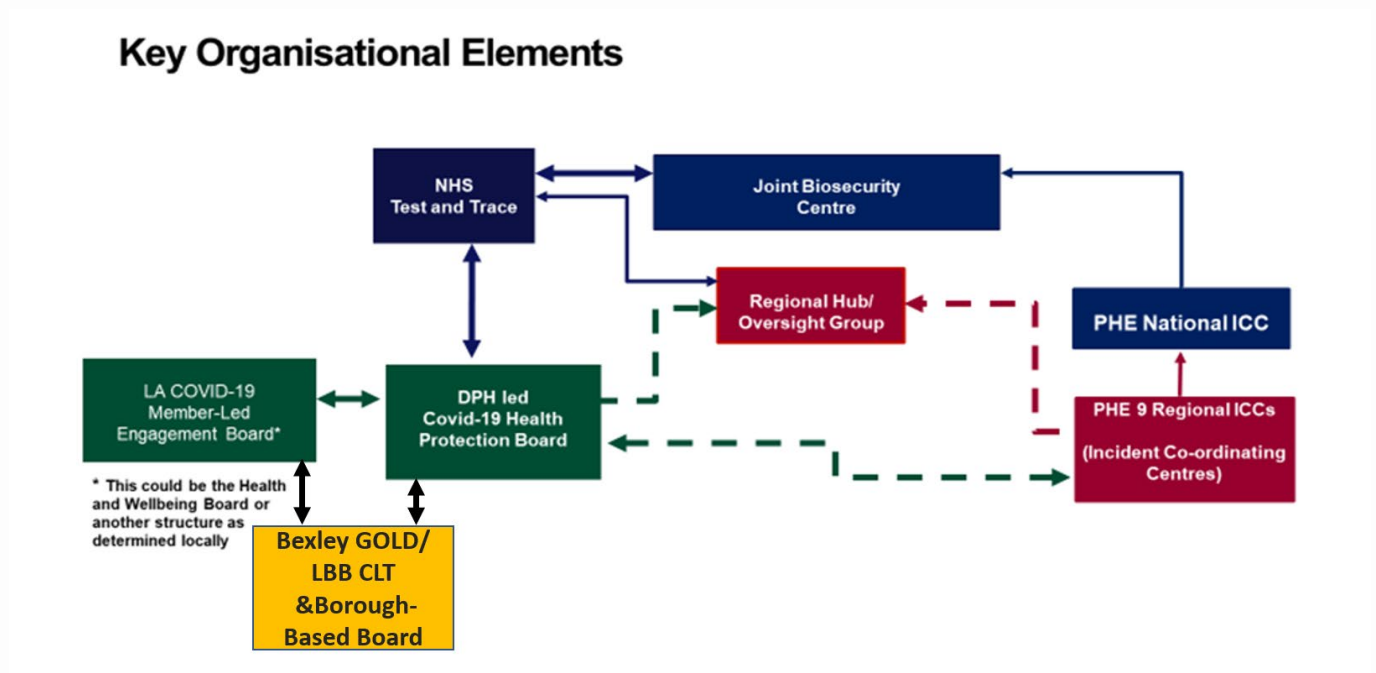 Key Organisational Elements
NHS
Test and Trace
Joint Biosecurity
Centre
Regional Hub/
Oversight Group
PHE National ICC
LA COVID-19
Member-Led
Engagement Board*
DPH led
Covid-19 Health
Protection Board
PHE 9 Regional ICCs
(Incident Co-ordinating
Centres)
* This could be the Health
and Wellbeing Board or
another structure as
determined locally
Bexley GOLD/
LBB CLT
&Borough-
Based Board